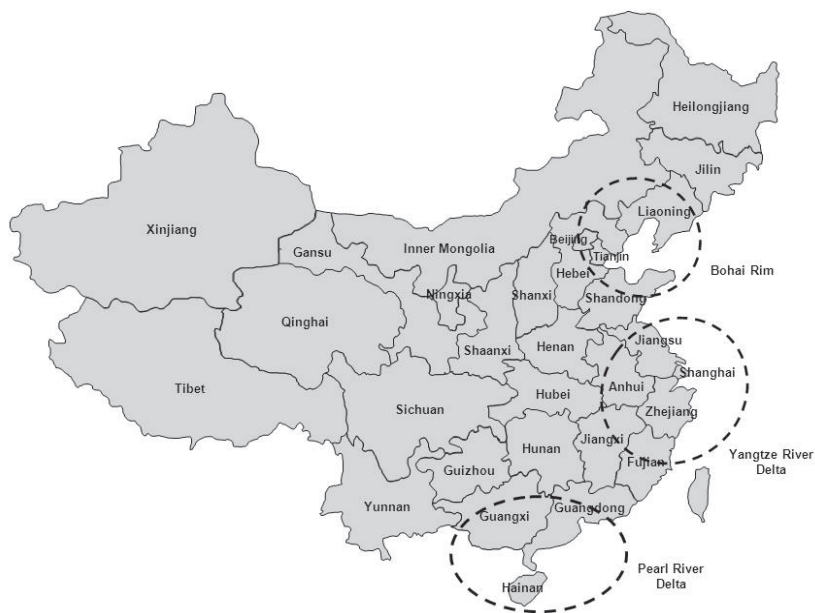 Heilongjiang
Jilin
Liaoning
Xinjiang
Inner Mongolia
Beijing
Gansu
Tianjin
Bohai Rim
Hebei
Ningxia
Shanxi
Shandong
Qinghai
Jiangsu
Henan
Shaanxi
Shanghai
Tibet
Anhui
Hubei
Sichuan
Zhejiang
Jiangxi
Hunan
Yangtze River
Delta
Fujian
Guizhou
Yunnan
Guangdong
Guangxi
Pearl River
Delta
Hainan